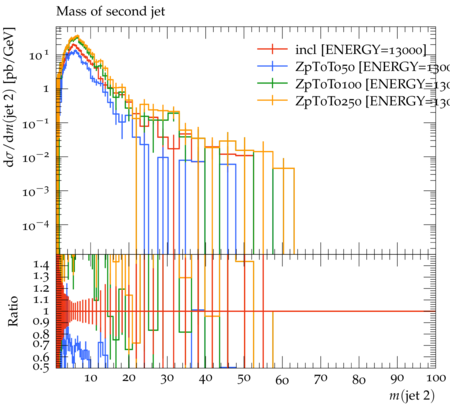 Mass of second jet
dσ/dm(jet 2) [pb/GeV]
10^1
1
10^−1
10^−2
10^−3
10^−4
incl [ENERGY=13000]
ZpToTo50 [ENERGY=130
ZpToTo100 [ENERGY=13
ZpToTo250 [ENERGY=13
Ratio
1.4
1.3
1.2
1.1
1
0.9
0.8
0.7
0.6
0.5
10 20 30 40 50 60 70 80 90 100
m(jet 2)